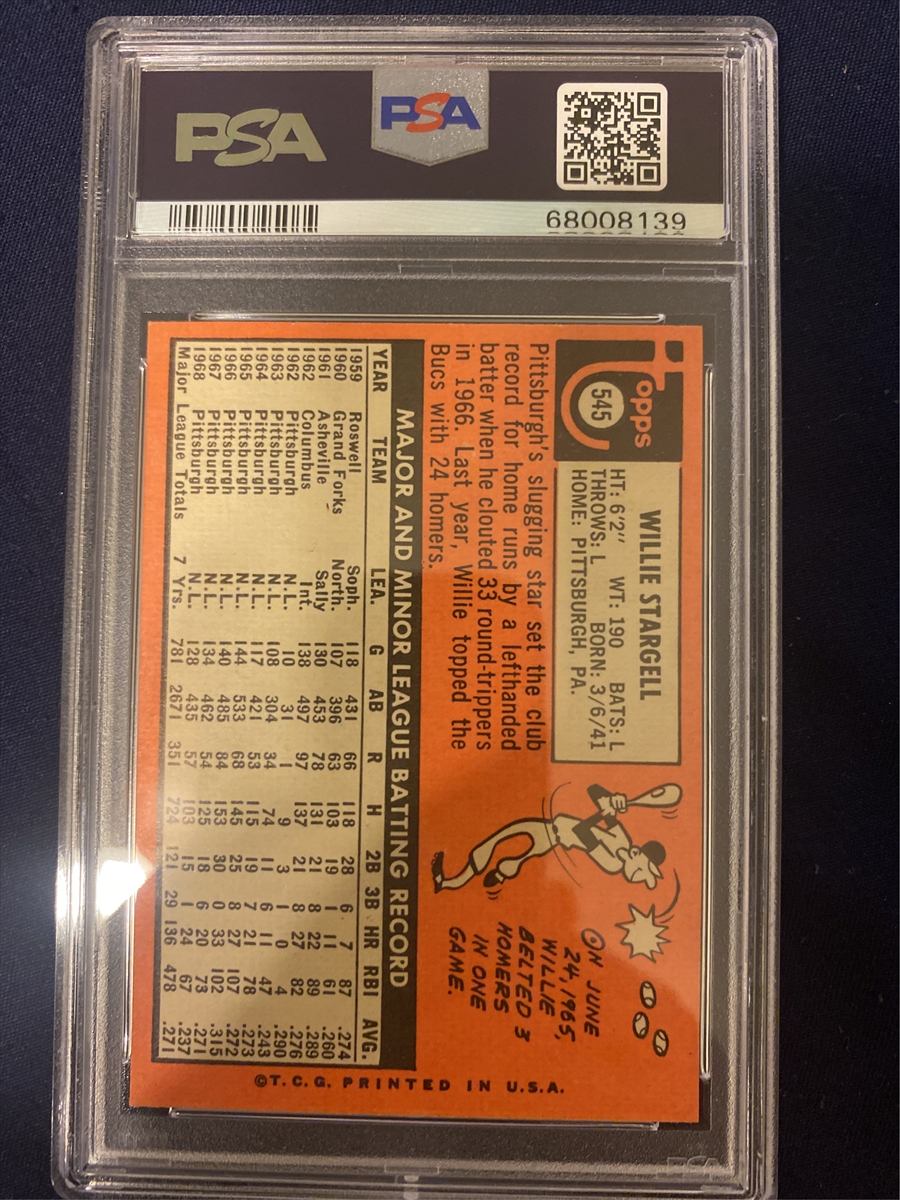 PSA
PSA
68008139
Topps
545
WILLIE STARGELL
HT: 6'2" WT: 190 BATS: L
THROWS: L BORN: 3/6/41
HOME: PITTSBURGH, PA.
Pittsburgh's slugging star set the club
record for home runs by a lefthanded
batter when he clouted 33 round-trippers
in 1966. Last year, Willie topped the
Bucs with 24 homers.
ON JUNE
24, 1965,
WILLIE
BELTED 3
HOMERS
IN ONE
GAME.
MAJOR AND MINOR LEAGUE BATTING RECORD
YEAR TEAM LEA. G AB R H 2B 3B HR RBI AVG.
1959 Roswell Soph. 118 431 66 118 28 6 7 87 .274
1960 Grand Forks North. 107 396 63 103 19 1 11 61 .260
1961 Asheville Sally 130 453 78 131 21 8 22 89 .289
1962 Columbus Int. 138 497 97 137 21 8 27 82 .276
1962 Pittsburgh N.L. 10 31 1 9 3 1 0 4 .290
1963 Pittsburgh N.L. 108 304 34 74 11 6 11 47 .243
1964 Pittsburgh N.L. 117 421 53 115 19 7 21 78 .273
1965 Pittsburgh N.L. 144 533 68 145 25 8 27 107 .272
1966 Pittsburgh N.L. 140 485 84 153 30 0 33 102 .315
1967 Pittsburgh N.L. 134 462 54 125 18 6 20 73 .271
1968 Pittsburgh N.L. 128 435 57 103 15 1 24 67 .237
Major League Totals 7 Yrs. 781 2671 351 724 121 29 136 478 .271
©T.C.G. PRINTED IN U.S.A.
PSA